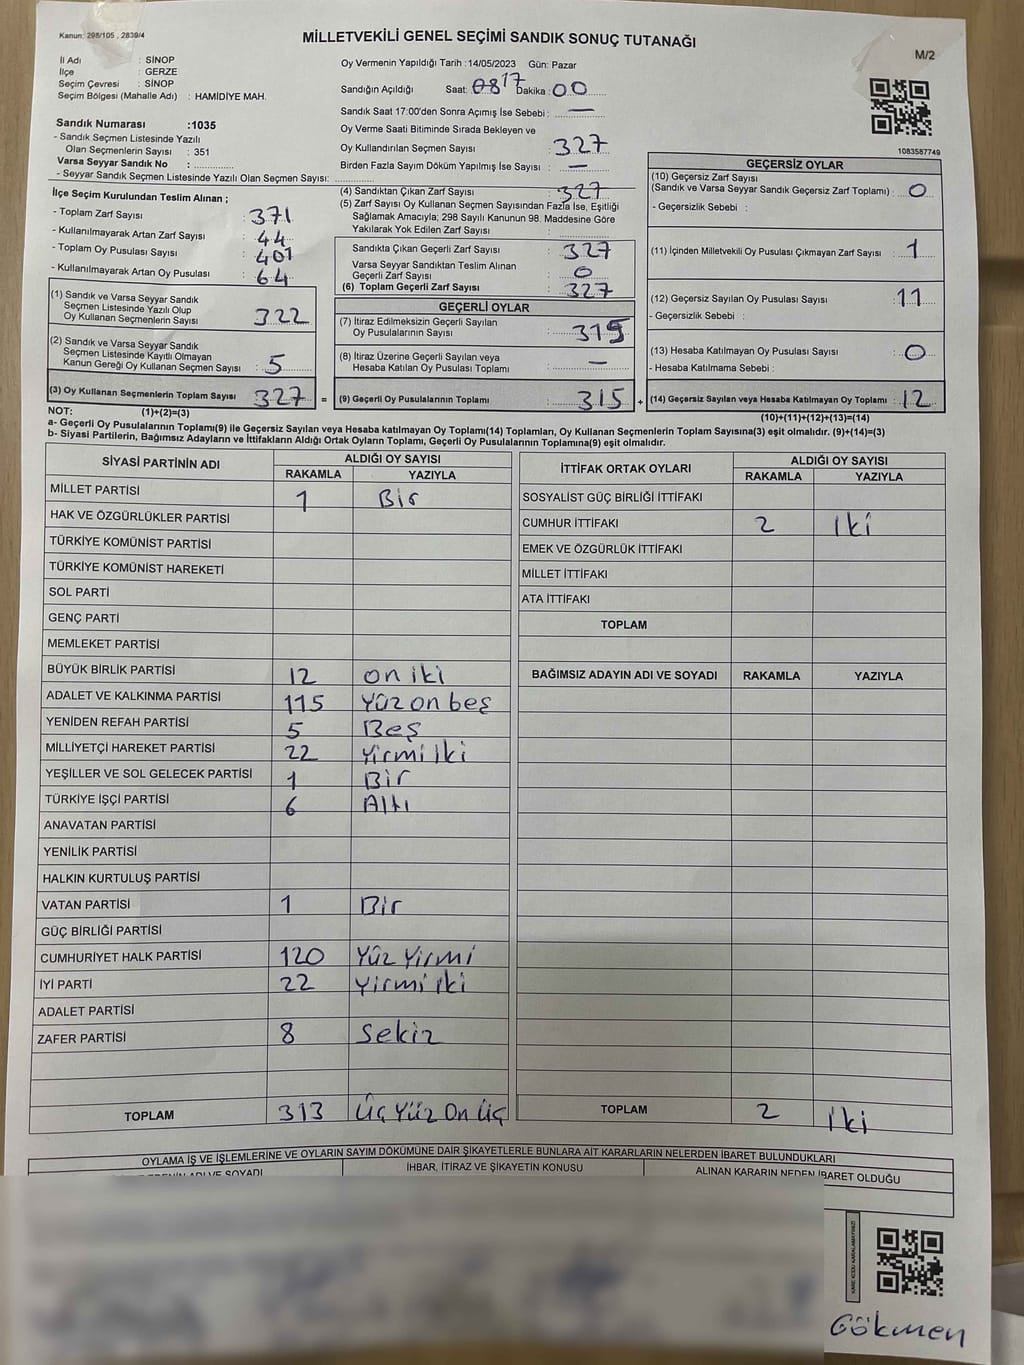 Kanun: 298/105 , 2839/4
MİLLETVEKİLİ GENEL SEÇİMİ SANDIK SONUÇ TUTANAĞI
M/2
İl Adı : SİNOP
İlçe : GERZE
Seçim Çevresi : SİNOP
Seçim Bölgesi (Mahalle Adı) : HAMİDİYE MAH.
Sandık Numarası :1035
- Sandık Seçmen Listesinde Yazılı
Olan Seçmenlerin Sayısı : 351
Varsa Seyyar Sandık No :
- Seyyar Sandık Seçmen Listesinde Yazılı Olan Seçmen Sayısı:
Oy Vermenin Yapıldığı Tarih :14/05/2023 Gün: Pazar
Sandığın Açıldığı Saat: 0817 Dakika : 00
Sandık Saat 17:00'den Sonra Açımış İse Sebebi : —
Oy Verme Saati Bitiminde Sırada Bekleyen ve
Oy Kullandırılan Seçmen Sayısı : 327
Birden Fazla Sayım Döküm Yapılmış İse Sayısı : —
1083587749
İlçe Seçim Kurulundan Teslim Alınan ;
- Toplam Zarf Sayısı : 371
- Kullanılmayarak Artan Zarf Sayısı : 44
- Toplam Oy Pusulası Sayısı : 401
- Kullanılmayarak Artan Oy Pusulası : 64
(1) Sandık ve Varsa Seyyar Sandık
Seçmen Listesinde Yazılı Olup
Oy Kullanan Seçmenlerin Sayısı : 322
(2) Sandık ve Varsa Seyyar Sandık
Seçmen Listesinde Kayıtlı Olmayan
Kanun Gereği Oy Kullanan Seçmen Sayısı : 5
(3) Oy Kullanan Seçmenlerin Toplam Sayısı : 327 =
(4) Sandıktan Çıkan Zarf Sayısı : 327
(5) Zarf Sayısı Oy Kullanan Seçmen Sayısından Fazla İse, Eşitliği
Sağlamak Amacıyla; 298 Sayılı Kanunun 98. Maddesine Göre
Yakılarak Yok Edilen Zarf Sayısı :
Sandıkta Çıkan Geçerli Zarf Sayısı : 327
Varsa Seyyar Sandıktan Teslim Alınan
Geçerli Zarf Sayısı : 0
(6) Toplam Geçerli Zarf Sayısı : 327
GEÇERLİ OYLAR
(7) İtiraz Edilmeksizin Geçerli Sayılan
Oy Pusulalarının Sayısı : 315
(8) İtiraz Üzerine Geçerli Sayılan veya
Hesaba Katılan Oy Pusulası Toplamı : —
(9) Geçerli Oy Pusulalarının Toplamı : 315 +
GEÇERSİZ OYLAR
(10) Geçersiz Zarf Sayısı
(Sandık ve Varsa Seyyar Sandık Geçersiz Zarf Toplamı) : 0
- Geçersizlik Sebebi :
(11) İçinden Milletvekili Oy Pusulası Çıkmayan Zarf Sayısı : 1
(12) Geçersiz Sayılan Oy Pusulası Sayısı : 11
- Geçersizlik Sebebi :
(13) Hesaba Katılmayan Oy Pusulası Sayısı : 0
- Hesaba Katılmama Sebebi :
(14) Geçersiz Sayılan veya Hesaba Katılmayan Oy Toplamı : 12
NOT: (1)+(2)=(3)
(10)+(11)+(12)+(13)=(14)
a- Geçerli Oy Pusulalarının Toplamı(9) ile Geçersiz Sayılan veya Hesaba katılmayan Oy Toplamı(14) Toplamları, Oy Kullanan Seçmenlerin Toplam Sayısına(3) eşit olmalıdır. (9)+(14)=(3)
b- Siyasi Partilerin, Bağımsız Adayların ve İttifakların Aldığı Ortak Oyların Toplamı, Geçerli Oy Pusulalarının Toplamına(9) eşit olmalıdır.
SİYASİ PARTİNİN ADI ALDIĞI OY SAYISI
RAKAMLA YAZIYLA
MİLLET PARTİSİ 1 Bir
HAK VE ÖZGÜRLÜKLER PARTİSİ
TÜRKİYE KOMÜNİST PARTİSİ
TÜRKİYE KOMÜNİST HAREKETİ
SOL PARTİ
GENÇ PARTİ
MEMLEKET PARTİSİ
BÜYÜK BİRLİK PARTİSİ 12 on iki
ADALET VE KALKINMA PARTİSİ 115 Yüz on beş
YENİDEN REFAH PARTİSİ 5 Beş
MİLLİYETÇİ HAREKET PARTİSİ 22 Yirmi iki
YEŞİLLER VE SOL GELECEK PARTİSİ 1 Bir
TÜRKİYE İŞÇİ PARTİSİ 6 Altı
ANAVATAN PARTİSİ
YENİLİK PARTİSİ
HALKIN KURTULUŞ PARTİSİ
VATAN PARTİSİ 1 Bir
GÜÇ BİRLİĞİ PARTİSİ
CUMHURİYET HALK PARTİSİ 120 Yüz Yirmi
İYİ PARTİ 22 Yirmi iki
ADALET PARTİSİ
ZAFER PARTİSİ 8 Sekiz
TOPLAM 313 Üç Yüz On Üç
İTTİFAK ORTAK OYLARI ALDIĞI OY SAYISI
RAKAMLA YAZIYLA
SOSYALİST GÜÇ BİRLİĞİ İTTİFAKI
CUMHUR İTTİFAKI 2 İki
EMEK VE ÖZGÜRLÜK İTTİFAKI
MİLLET İTTİFAKI
ATA İTTİFAKI
TOPLAM
BAĞIMSIZ ADAYIN ADI VE SOYADI RAKAMLA YAZIYLA
TOPLAM 2 İki
OYLAMA İŞ VE İŞLEMLERİNE VE OYLARIN SAYIM DÖKÜMÜNE DAİR ŞİKAYETLERLE BUNLARA AİT KARARLARIN NELERDEN İBARET BULUNDUKLARI
ADI VE SOYADI İHBAR, İTİRAZ VE ŞİKAYETİN KONUSU ALINAN KARARIN NEDEN İBARET OLDUĞU
Gökmen